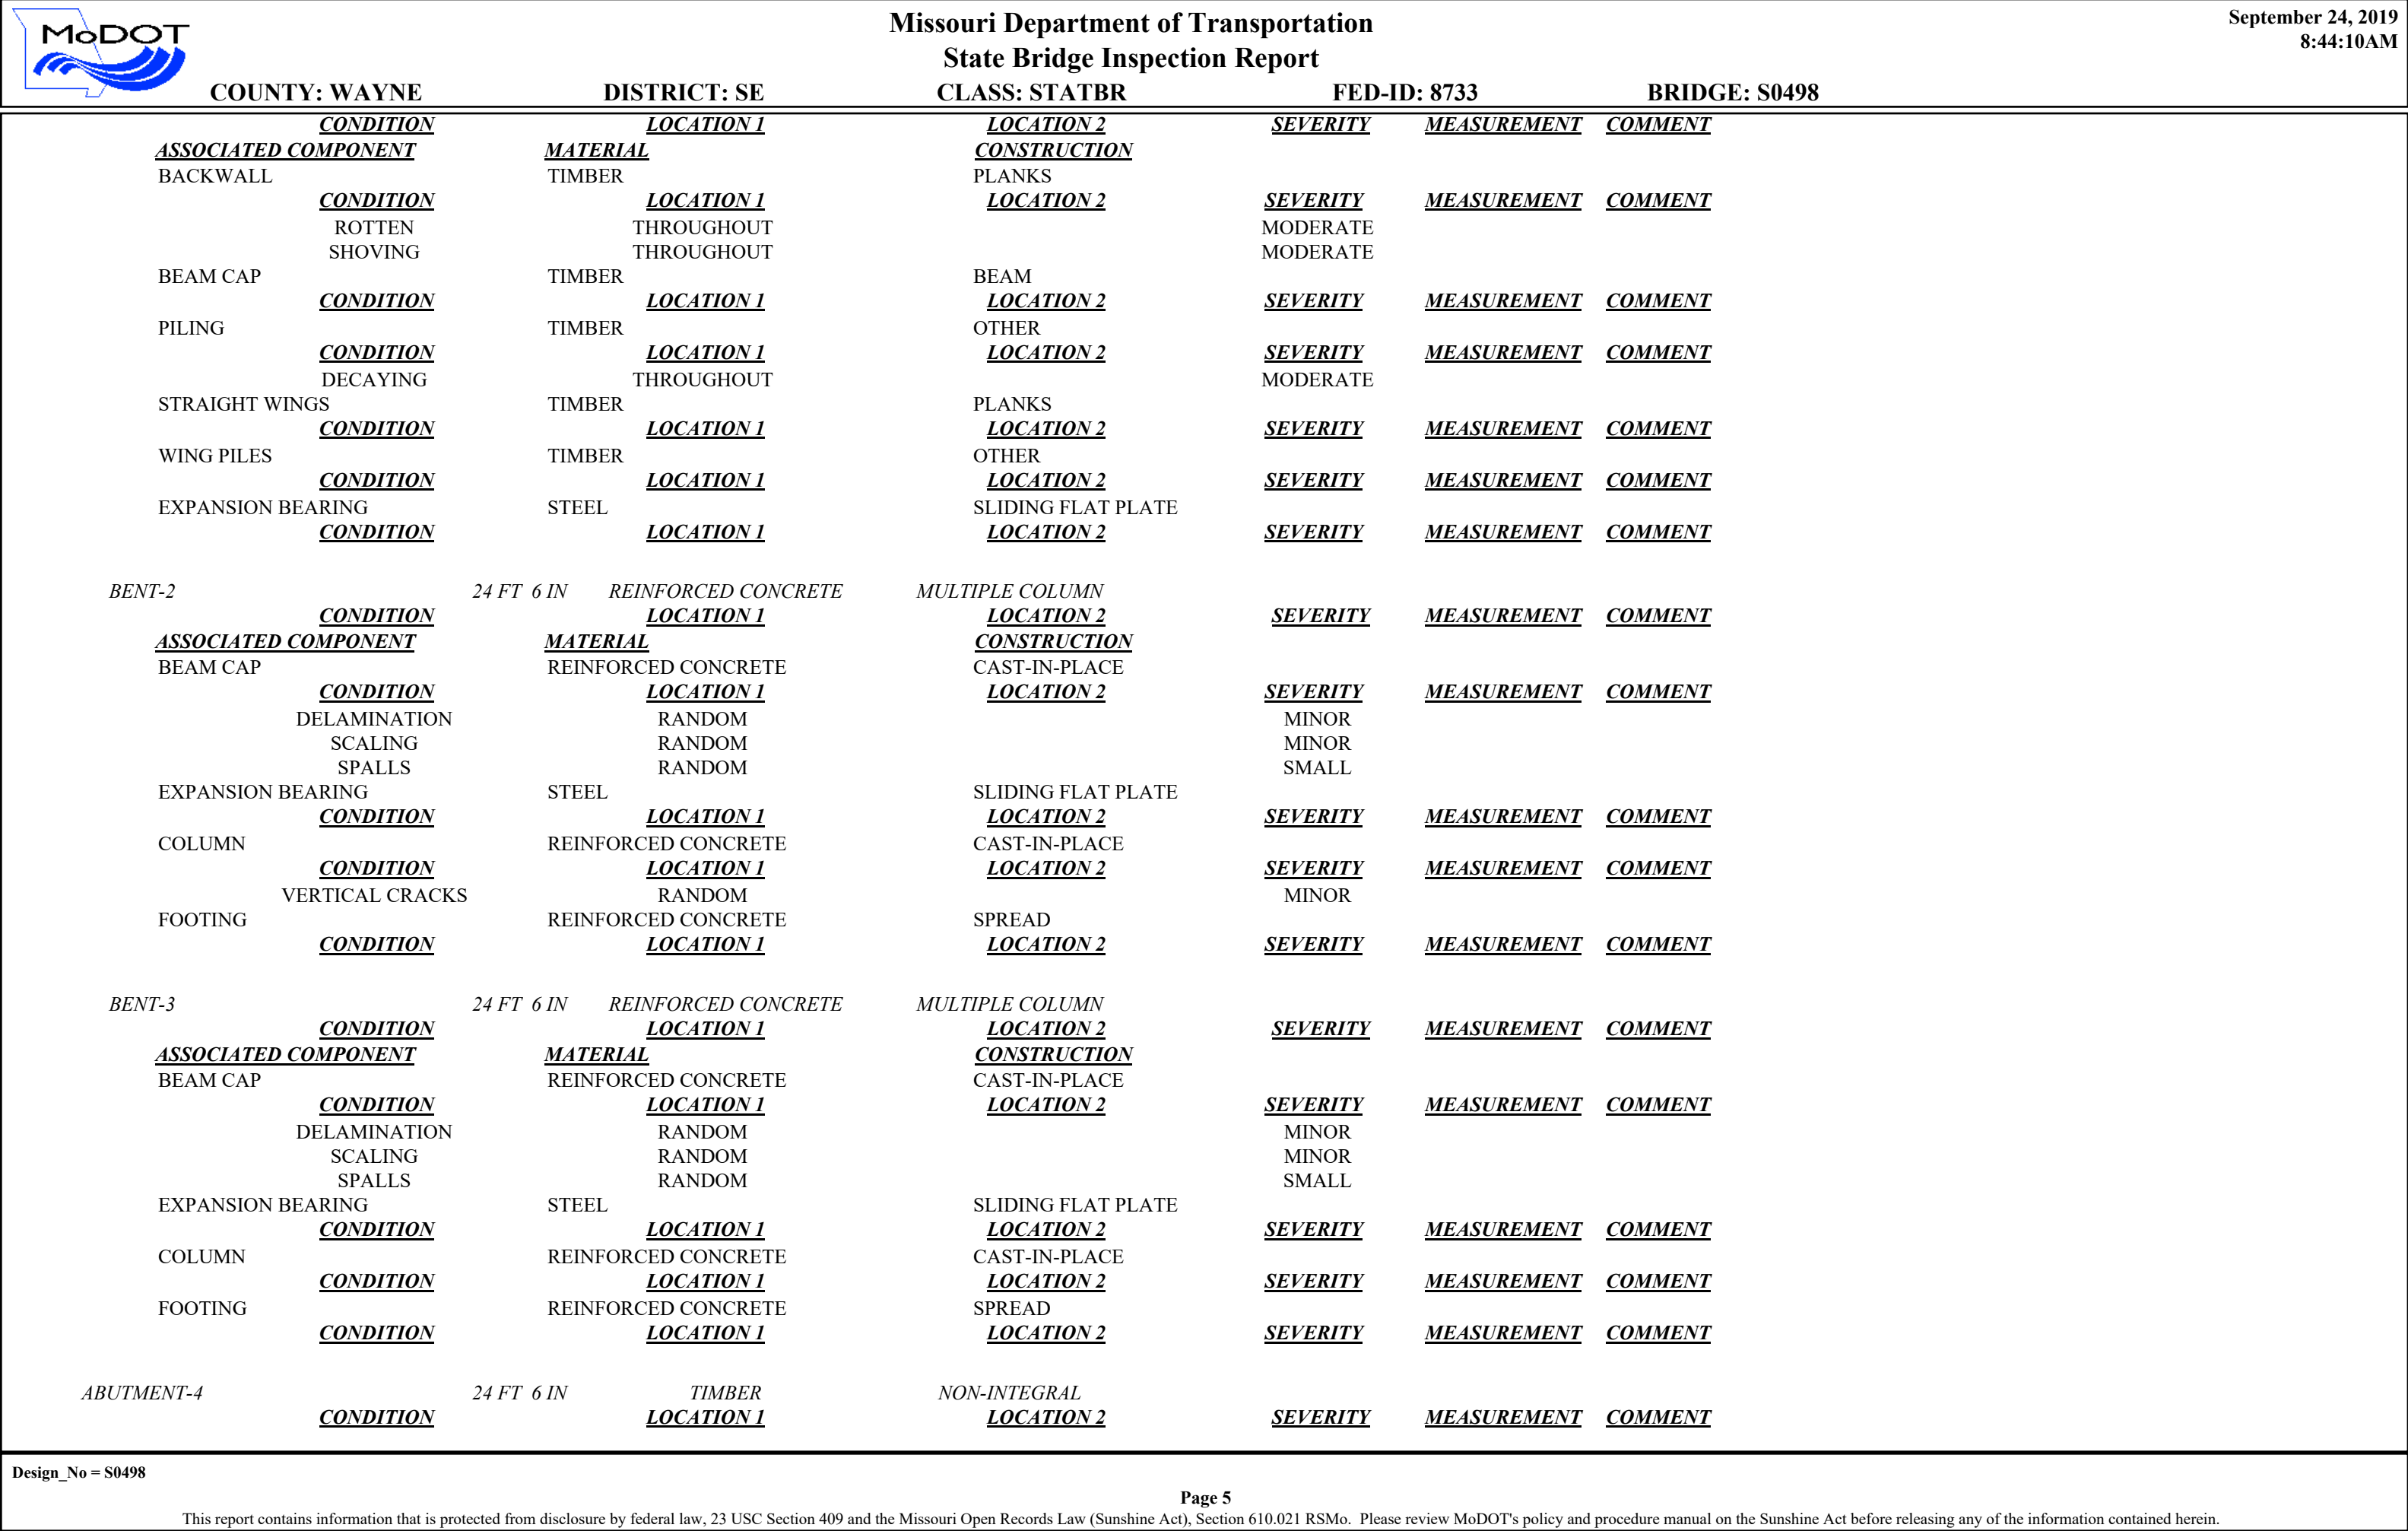 MoDOT
Missouri Department of Transportation
September 24, 2019
State Bridge Inspection Report
8:44:10AM
COUNTY: WAYNE DISTRICT: SE CLASS: STATBR FED-ID: 8733 BRIDGE: S0498
CONDITION LOCATION 1 LOCATION 2 SEVERITY MEASUREMENT COMMENT
ASSOCIATED COMPONENT MATERIAL CONSTRUCTION
BACKWALL TIMBER PLANKS
CONDITION LOCATION 1 LOCATION 2 SEVERITY MEASUREMENT COMMENT
ROTTEN THROUGHOUT MODERATE
SHOVING THROUGHOUT MODERATE
BEAM CAP TIMBER BEAM
CONDITION LOCATION 1 LOCATION 2 SEVERITY MEASUREMENT COMMENT
PILING TIMBER OTHER
CONDITION LOCATION 1 LOCATION 2 SEVERITY MEASUREMENT COMMENT
DECAYING THROUGHOUT MODERATE
STRAIGHT WINGS TIMBER PLANKS
CONDITION LOCATION 1 LOCATION 2 SEVERITY MEASUREMENT COMMENT
WING PILES TIMBER OTHER
CONDITION LOCATION 1 LOCATION 2 SEVERITY MEASUREMENT COMMENT
EXPANSION BEARING STEEL SLIDING FLAT PLATE
CONDITION LOCATION 1 LOCATION 2 SEVERITY MEASUREMENT COMMENT
BENT-2 24 FT 6 IN REINFORCED CONCRETE MULTIPLE COLUMN
CONDITION LOCATION 1 LOCATION 2 SEVERITY MEASUREMENT COMMENT
ASSOCIATED COMPONENT MATERIAL CONSTRUCTION
BEAM CAP REINFORCED CONCRETE CAST-IN-PLACE
CONDITION LOCATION 1 LOCATION 2 SEVERITY MEASUREMENT COMMENT
DELAMINATION RANDOM MINOR
SCALING RANDOM MINOR
SPALLS RANDOM SMALL
EXPANSION BEARING STEEL SLIDING FLAT PLATE
CONDITION LOCATION 1 LOCATION 2 SEVERITY MEASUREMENT COMMENT
COLUMN REINFORCED CONCRETE CAST-IN-PLACE
CONDITION LOCATION 1 LOCATION 2 SEVERITY MEASUREMENT COMMENT
VERTICAL CRACKS RANDOM MINOR
FOOTING REINFORCED CONCRETE SPREAD
CONDITION LOCATION 1 LOCATION 2 SEVERITY MEASUREMENT COMMENT
BENT-3 24 FT 6 IN REINFORCED CONCRETE MULTIPLE COLUMN
CONDITION LOCATION 1 LOCATION 2 SEVERITY MEASUREMENT COMMENT
ASSOCIATED COMPONENT MATERIAL CONSTRUCTION
BEAM CAP REINFORCED CONCRETE CAST-IN-PLACE
CONDITION LOCATION 1 LOCATION 2 SEVERITY MEASUREMENT COMMENT
DELAMINATION RANDOM MINOR
SCALING RANDOM MINOR
SPALLS RANDOM SMALL
EXPANSION BEARING STEEL SLIDING FLAT PLATE
CONDITION LOCATION 1 LOCATION 2 SEVERITY MEASUREMENT COMMENT
COLUMN REINFORCED CONCRETE CAST-IN-PLACE
CONDITION LOCATION 1 LOCATION 2 SEVERITY MEASUREMENT COMMENT
FOOTING REINFORCED CONCRETE SPREAD
CONDITION LOCATION 1 LOCATION 2 SEVERITY MEASUREMENT COMMENT
ABUTMENT-4 24 FT 6 IN TIMBER NON-INTEGRAL
CONDITION LOCATION 1 LOCATION 2 SEVERITY MEASUREMENT COMMENT
Design_No = S0498
Page 5
This report contains information that is protected from disclosure by federal law, 23 USC Section 409 and the Missouri Open Records Law (Sunshine Act), Section 610.021 RSMo. Please review MoDOT's policy and procedure manual on the Sunshine Act before releasing any of the information contained herein.